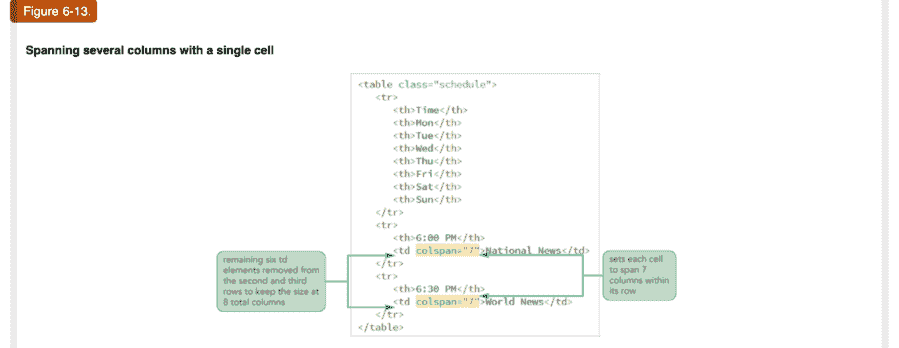 Figure 6-13.
Spanning several columns with a single cell
<table class="schedule">
<tr>
<th>Time</th>
<th>Mon</th>
<th>Tue</th>
<th>Wed</th>
<th>Thu</th>
<th>Fri</th>
<th>Sat</th>
<th>Sun</th>
</tr>
<tr>
<th>6:00 PM</th>
<td colspan="7">National News</td>
</tr>
<tr>
<th>6:30 PM</th>
<td colspan="7">World News</td>
</tr>
</table>
remaining six td
elements removed from
the second and third
rows to keep the size at
8 total columns
sets each cell
to span 7
columns within
its row